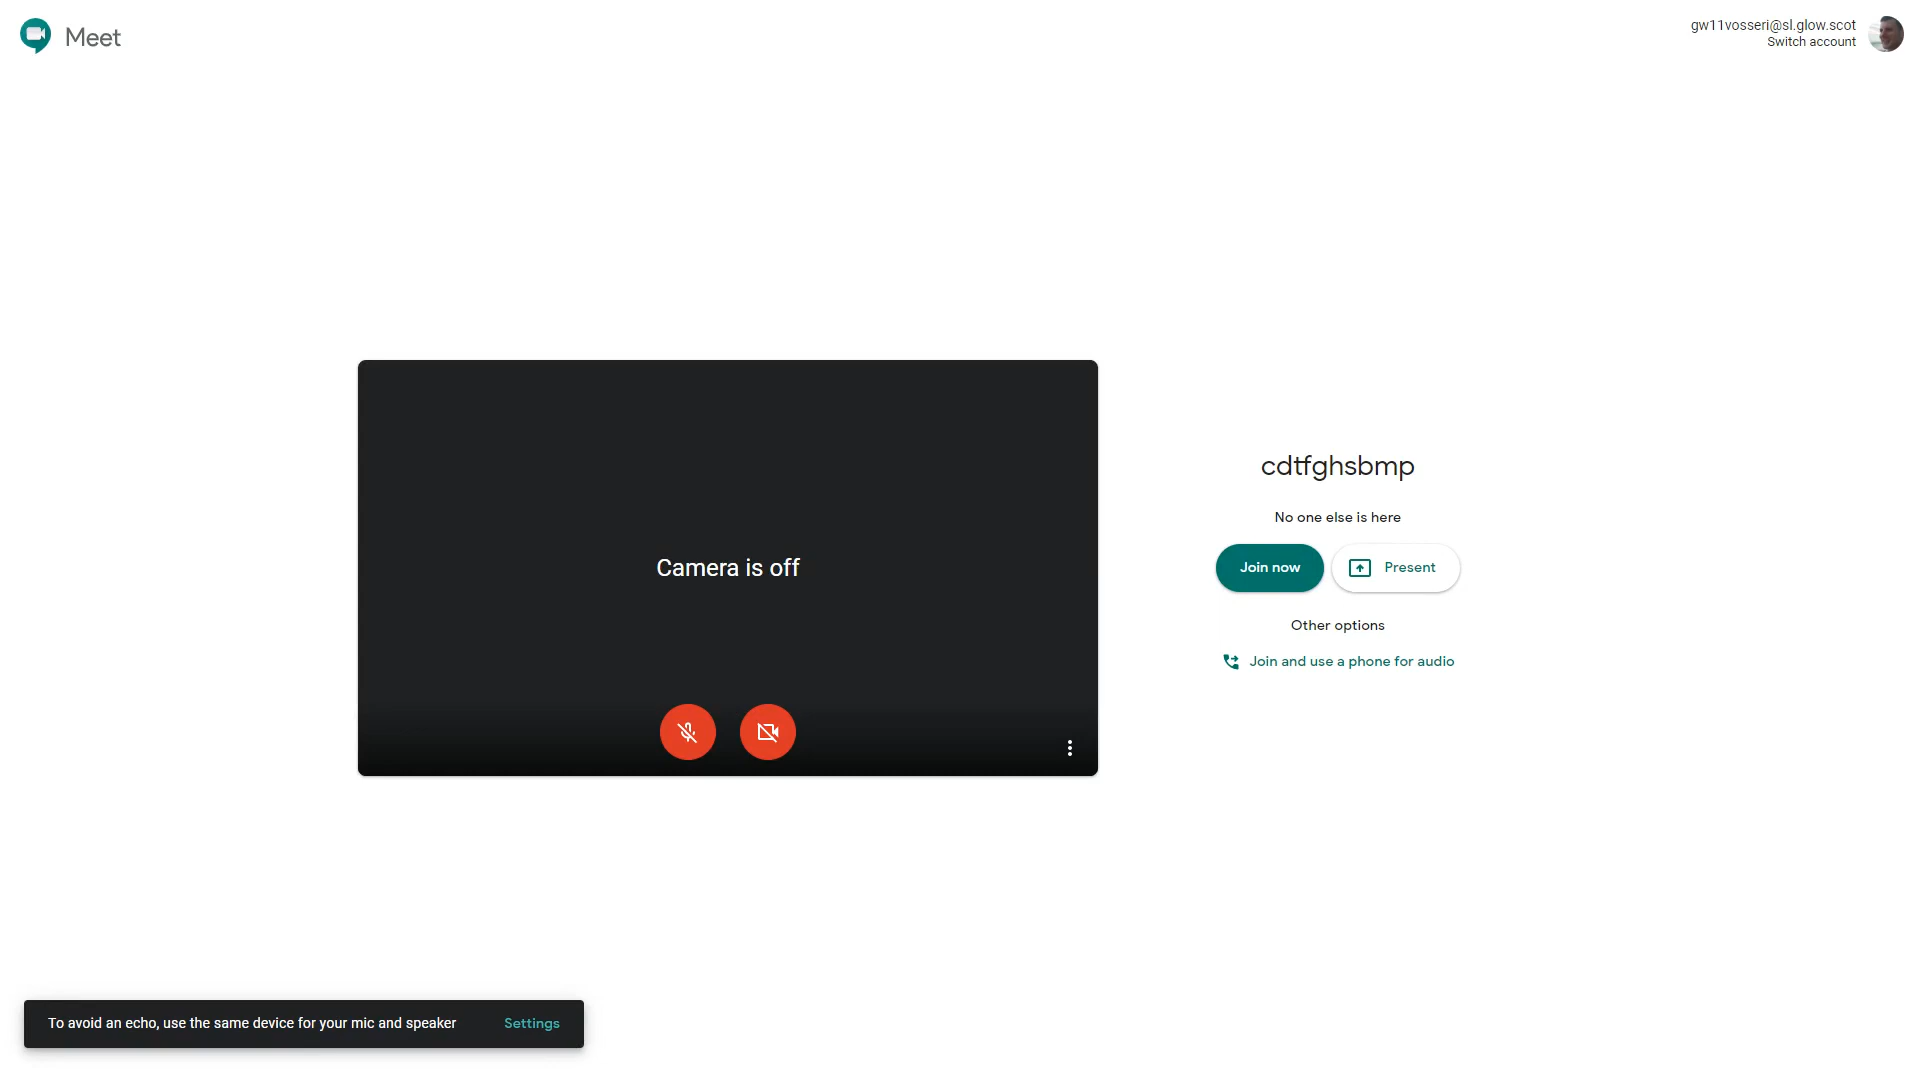 Meet
gw11vosseri@sl.glow.scot
Switch account
Camera is off
cdtfghsbmp
No one else is here
Join now
Present
Other options
Join and use a phone for audio
To avoid an echo, use the same device for your mic and speaker
Settings